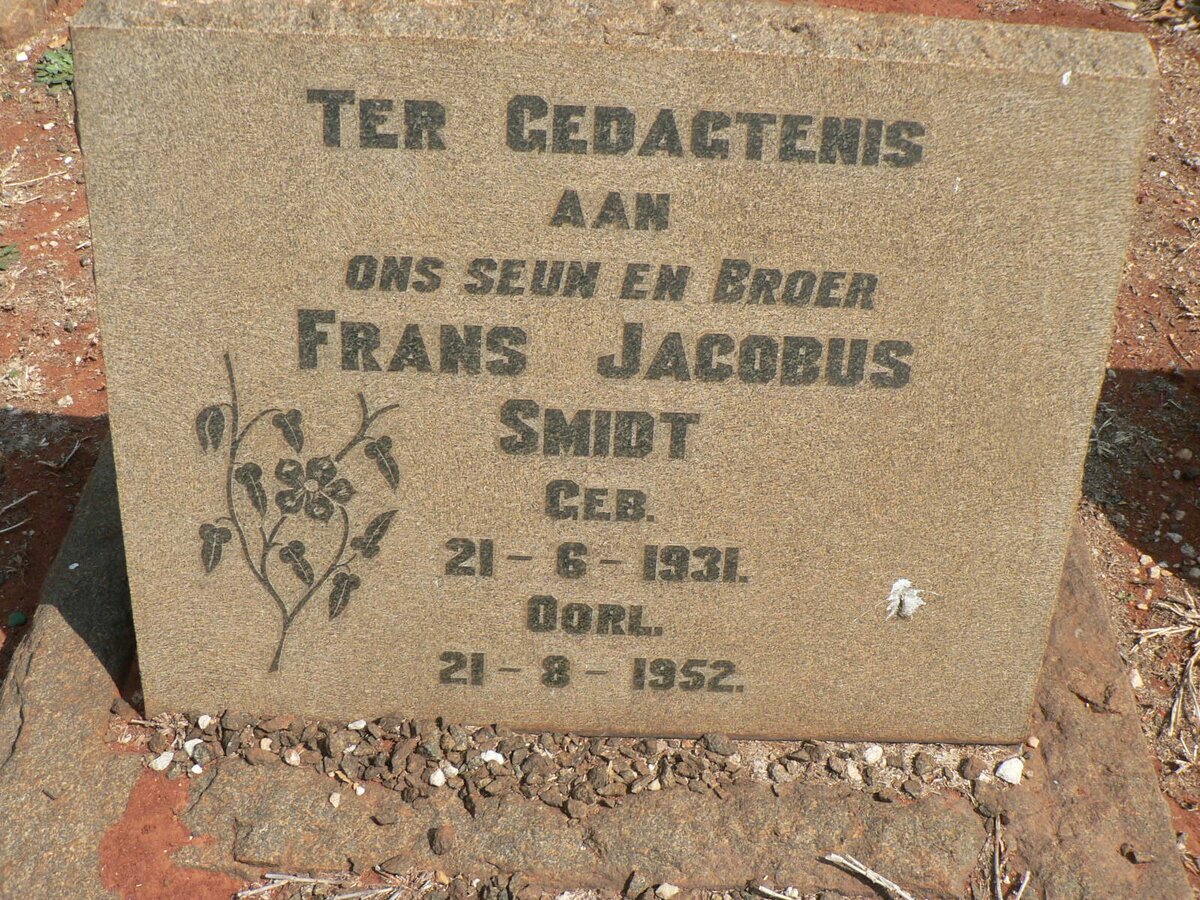 TER GEDAGTENIS
AAN
ONS SEUN EN BROER
FRANS JACOBUS
SMIDT
GEB.
21-6-1931.
OORL.
21-8-1952.